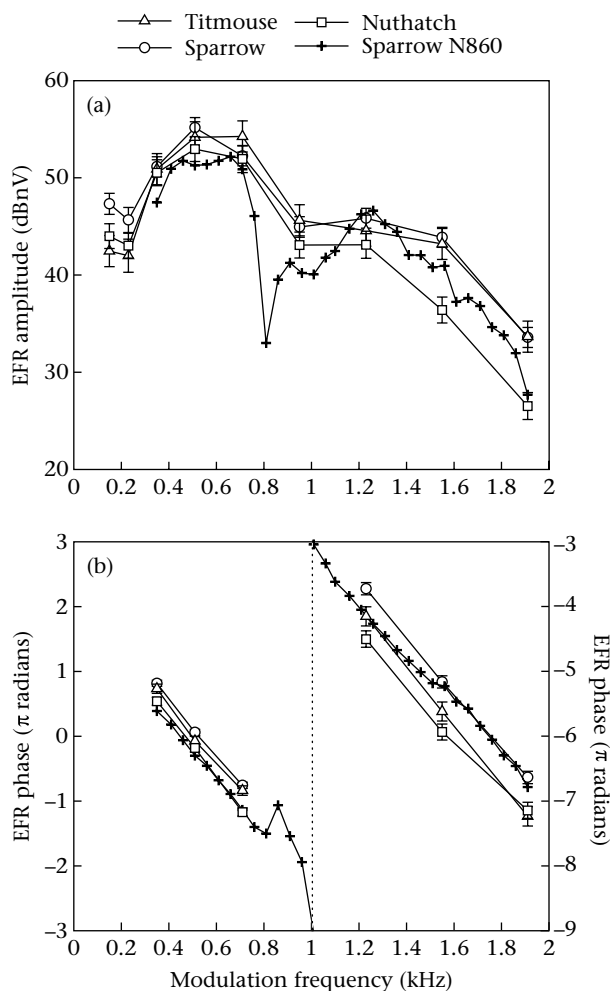 Titmouse Nuthatch
Sparrow Sparrow N860
(a)
EFR amplitude (dBnV)
60
50
40
30
20
0 0.2 0.4 0.6 0.8 1 1.2 1.4 1.6 1.8 2
(b)
EFR phase (π radians)
3
2
1
0
−1
−2
−3
−3
−4
−5
−6
−7
−8
−9
EFR phase (π radians)
0 0.2 0.4 0.6 0.8 1 1.2 1.4 1.6 1.8 2
Modulation frequency (kHz)